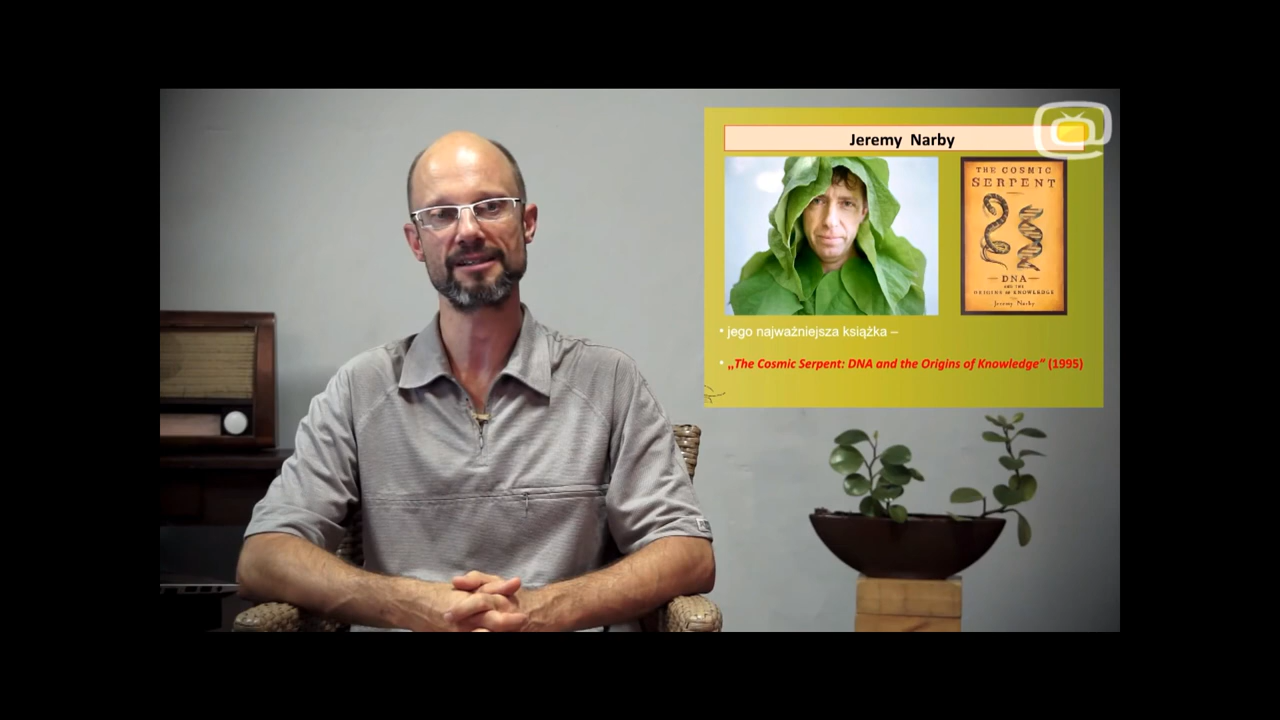 Jeremy Narby
THE COSMIC
SERPENT
DNA
AND THE
ORIGINS OF KNOWLEDGE
Jeremy Narby
• jego najważniejsza książka –
• „The Cosmic Serpent: DNA and the Origins of Knowledge“ (1995)